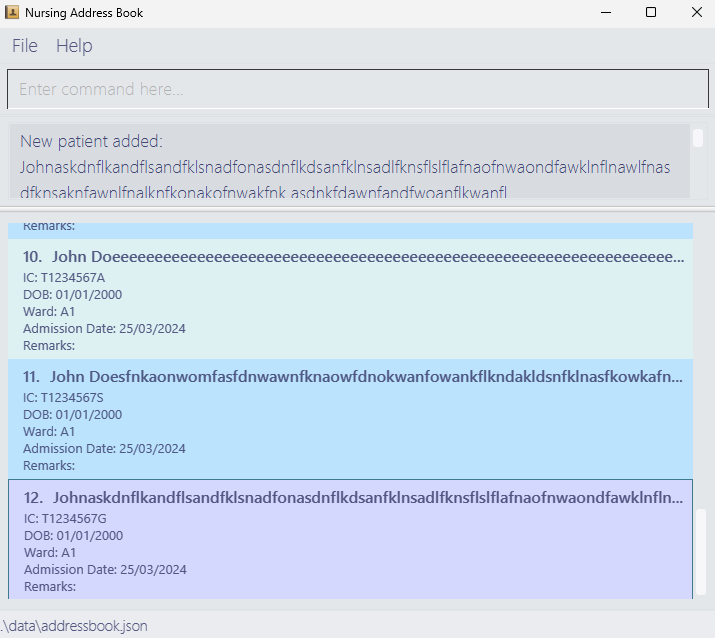 Nursing Address Book
File Help
Enter command here...
New patient added:
Johnaskdnflkandflsandfklsnadfonasdnflkdsanfklnsadlfknsflslflafnaofnwaondfawklnflnawlfnas
dfknsaknfawnlfnalknfkonakofnwakfnk asdnkfdawnfandfwoanflkwanfl
Remarks:
10. John Doeeeeeeeeeeeeeeeeeeeeeeeeeeeeeeeeeeeeeeeeeeeeeeeeeeeeeeeeeeeeeeeeee...
IC: T1234567A
DOB: 01/01/2000
Ward: A1
Admission Date: 25/03/2024
Remarks:
11. John Doesfnkaonwomfasfdnwawnfknaowfdnokwanfowankflkndakldsnfklnasfkowkafn...
IC: T1234567S
DOB: 01/01/2000
Ward: A1
Admission Date: 25/03/2024
Remarks:
12. Johnaskdnflkandflsandfklsnadfonasdnflkdsanfklnsadlfknsflslflafnaofnwaondfawklnfln...
IC: T1234567G
DOB: 01/01/2000
Ward: A1
Admission Date: 25/03/2024
Remarks:
.\data\addressbook.json